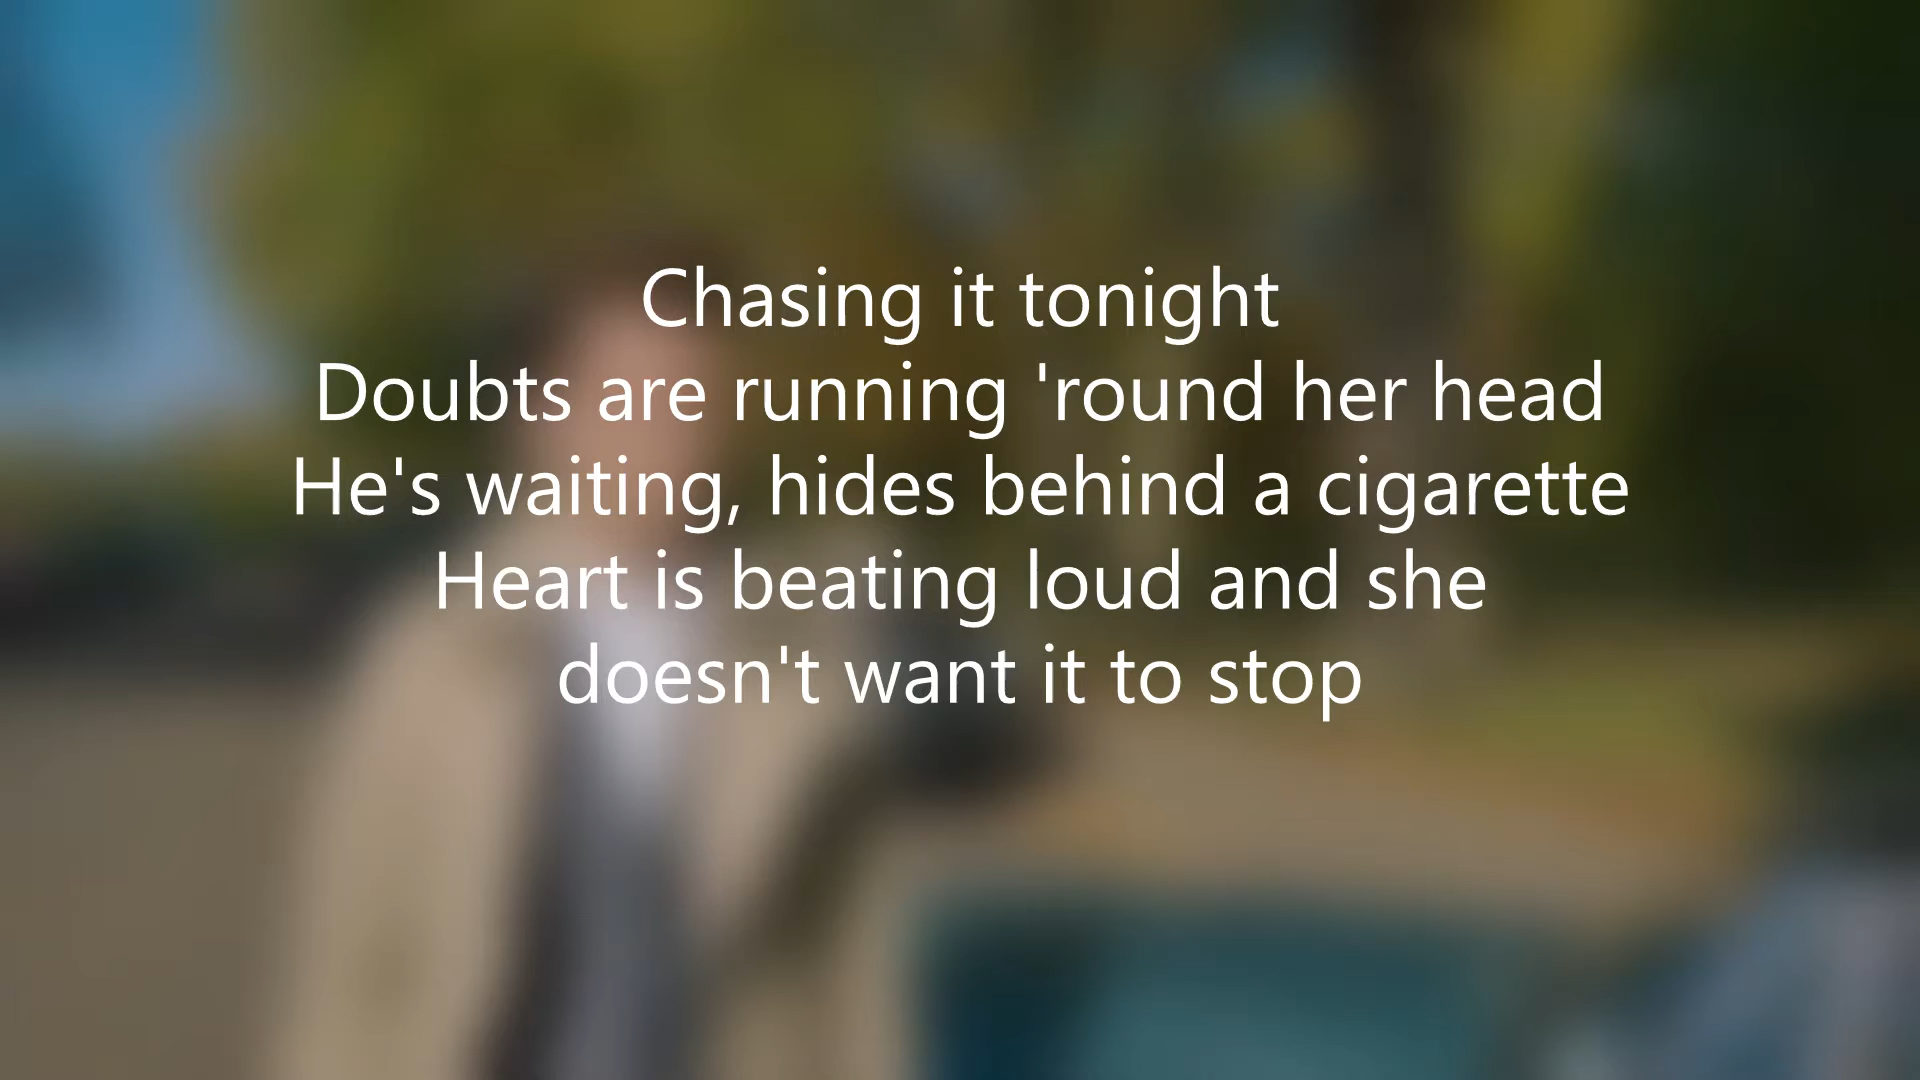 Chasing it tonight
Doubts are running 'round her head
He's waiting, hides behind a cigarette
Heart is beating loud and she
doesn't want it to stop